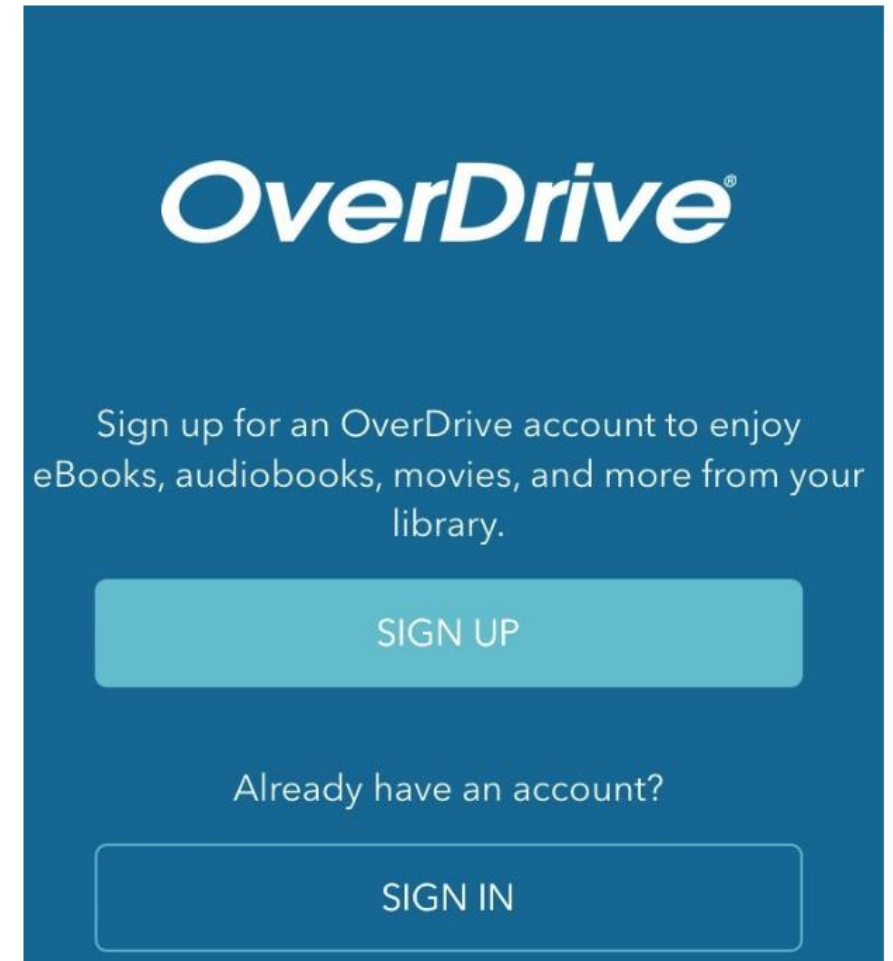 OverDrive®
Sign up for an OverDrive account to enjoy
eBooks, audiobooks, movies, and more from your
library.
SIGN UP
Already have an account?
SIGN IN